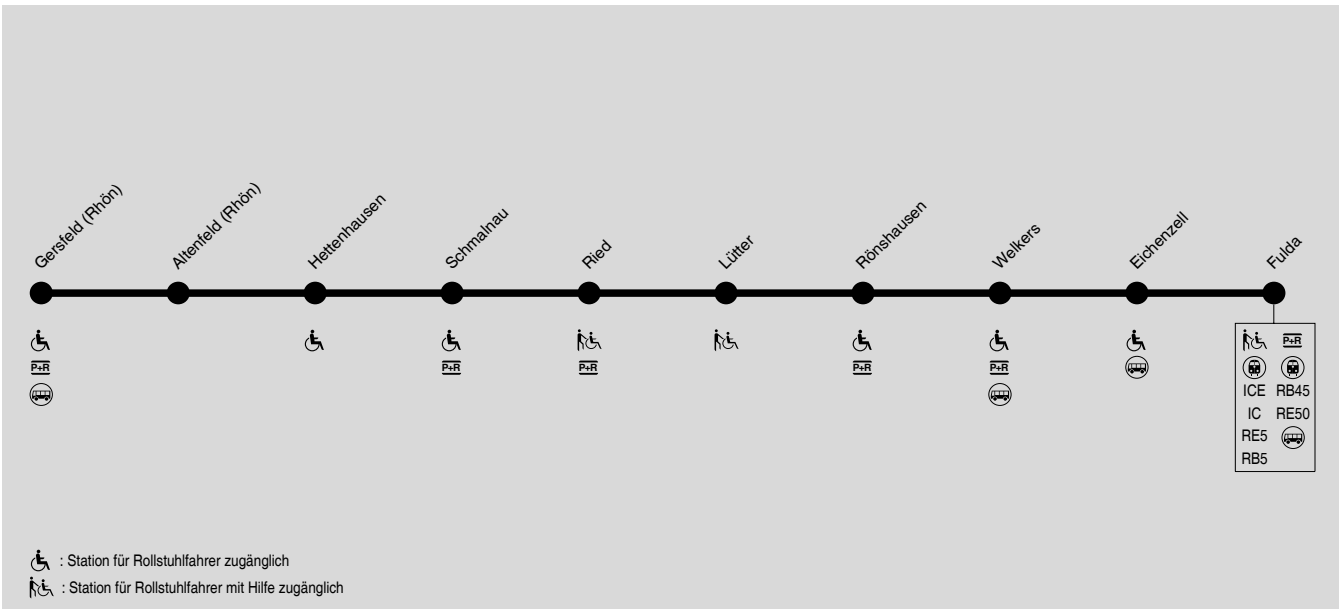 Gersfeld (Rhön)
Altenfeld (Rhön)
Hettenhausen
Schmalnau
Ried
Lütter
Rönshausen
Welkers
Eichenzell
Fulda
P+R
P+R
P+R
P+R
P+R
P+R
ICE RB45
IC RE50
RE5
RB5
: Station für Rollstuhlfahrer zugänglich
: Station für Rollstuhlfahrer mit Hilfe zugänglich